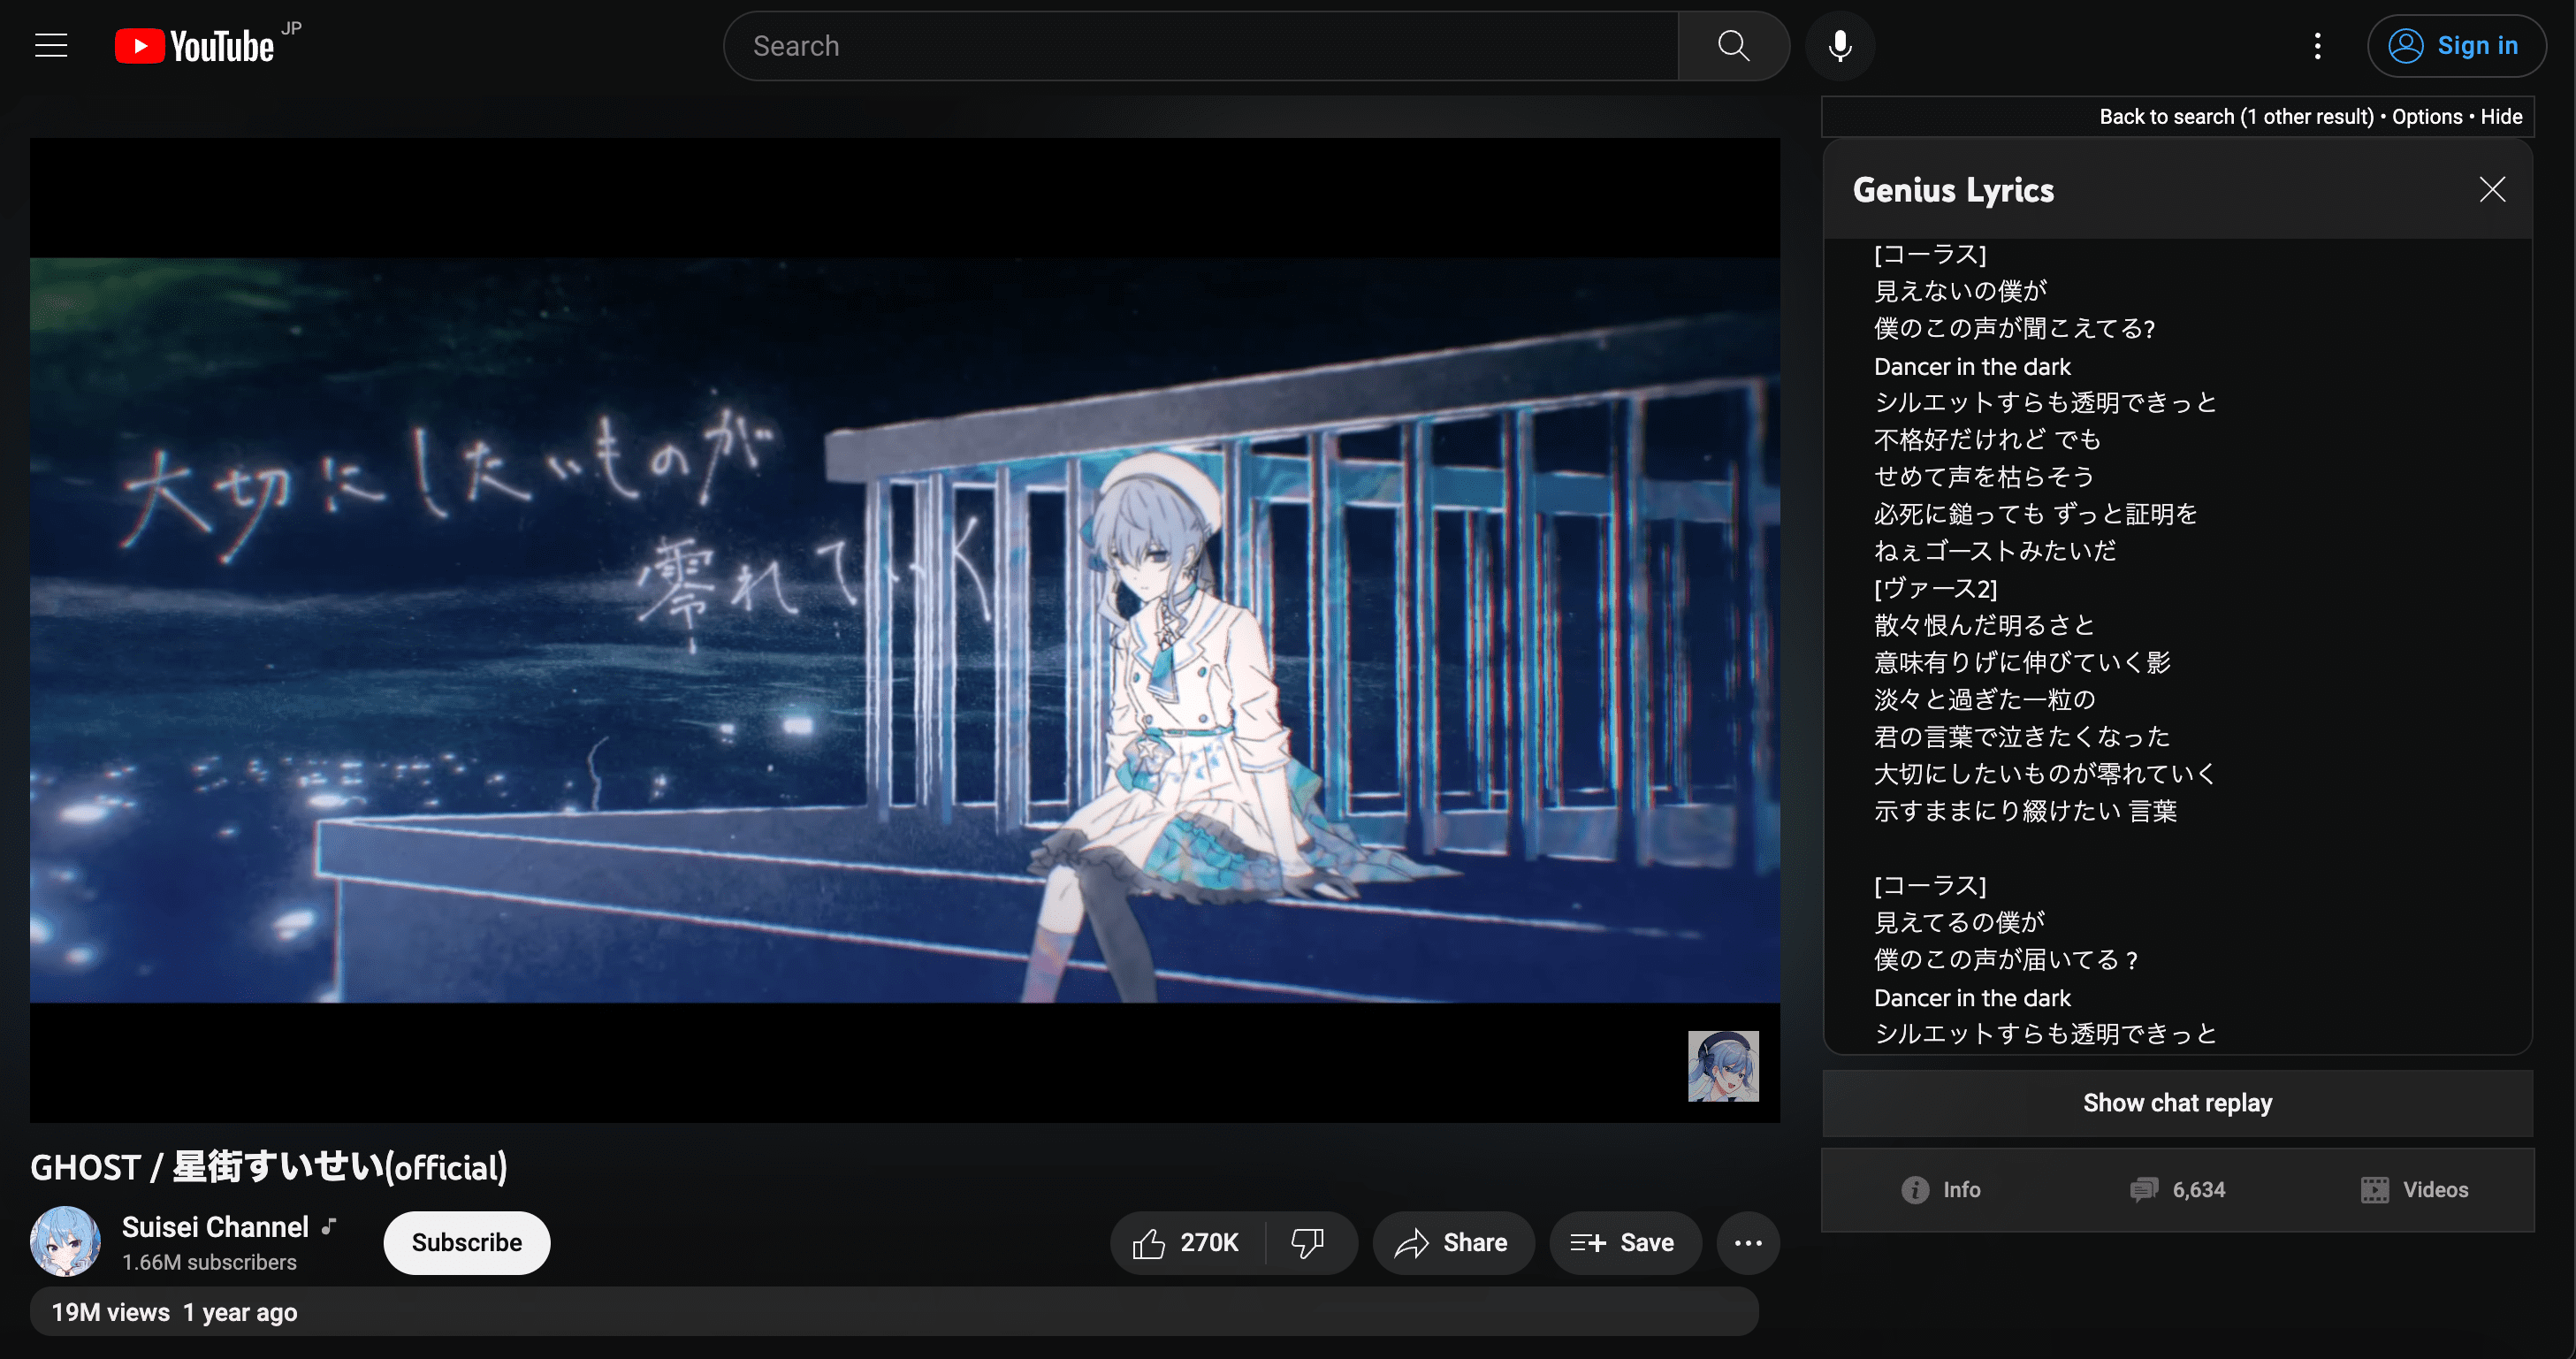 YouTube JP
Search
Sign in
Back to search (1 other result) • Options • Hide
大切にしたいものが
零れていく
Genius Lyrics
[コーラス]
見えないの僕が
僕のこの声が聞こえてる?
Dancer in the dark
シルエットすらも透明できっと
不格好だけれど でも
せめて声を枯らそう
必死に鎚っても ずっと証明を
ねぇゴーストみたいだ
[ヴァース2]
散々恨んだ明るさと
意味有りげに伸びていく影
淡々と過ぎた一粒の
君の言葉で泣きたくなった
大切にしたいものが零れていく
示すままにり綴けたい 言葉
[コーラス]
見えてるの僕が
僕のこの声が届いてる？
Dancer in the dark
シルエットすらも透明できっと
Show chat replay
Info
6,634
Videos
GHOST / 星街すいせい(official)
Suisei Channel
1.66M subscribers
Subscribe
270K
Share
Save
19M views 1 year ago